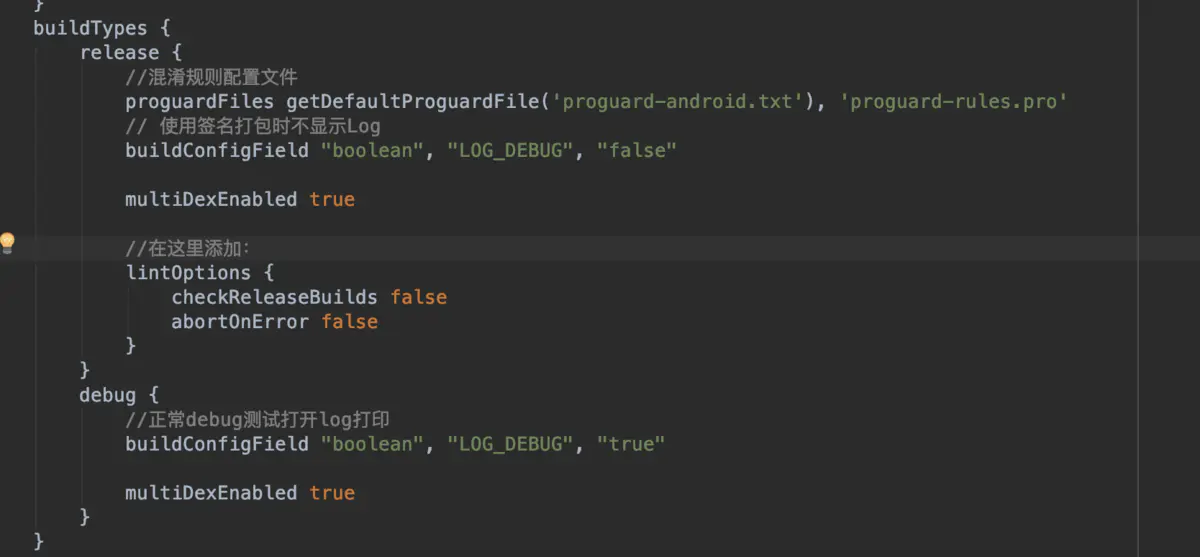 }
buildTypes {
release {
//混淆规则配置文件
proguardFiles getDefaultProguardFile('proguard-android.txt'), 'proguard-rules.pro'
// 使用签名打包时不显示Log
buildConfigField "boolean", "LOG_DEBUG", "false"
multiDexEnabled true
//在这里添加:
lintOptions {
checkReleaseBuilds false
abortOnError false
}
}
debug {
//正常debug测试打开log打印
buildConfigField "boolean", "LOG_DEBUG", "true"
multiDexEnabled true
}
}